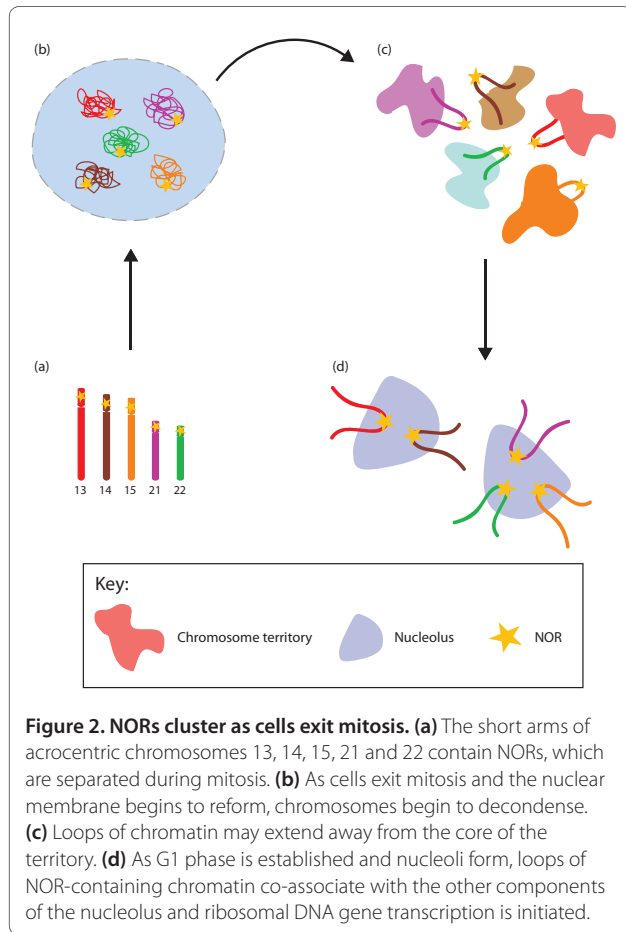 (b)
(c)
(a)
(d)
13 14 15 21 22
Key:
Chromosome territory
Nucleolus
NOR
Figure 2. NORs cluster as cells exit mitosis. (a) The short arms of
acrocentric chromosomes 13, 14, 15, 21 and 22 contain NORs, which
are separated during mitosis. (b) As cells exit mitosis and the nuclear
membrane begins to reform, chromosomes begin to decondense.
(c) Loops of chromatin may extend away from the core of the
territory. (d) As G1 phase is established and nucleoli form, loops of
NOR-containing chromatin co-associate with the other components
of the nucleolus and ribosomal DNA gene transcription is initiated.